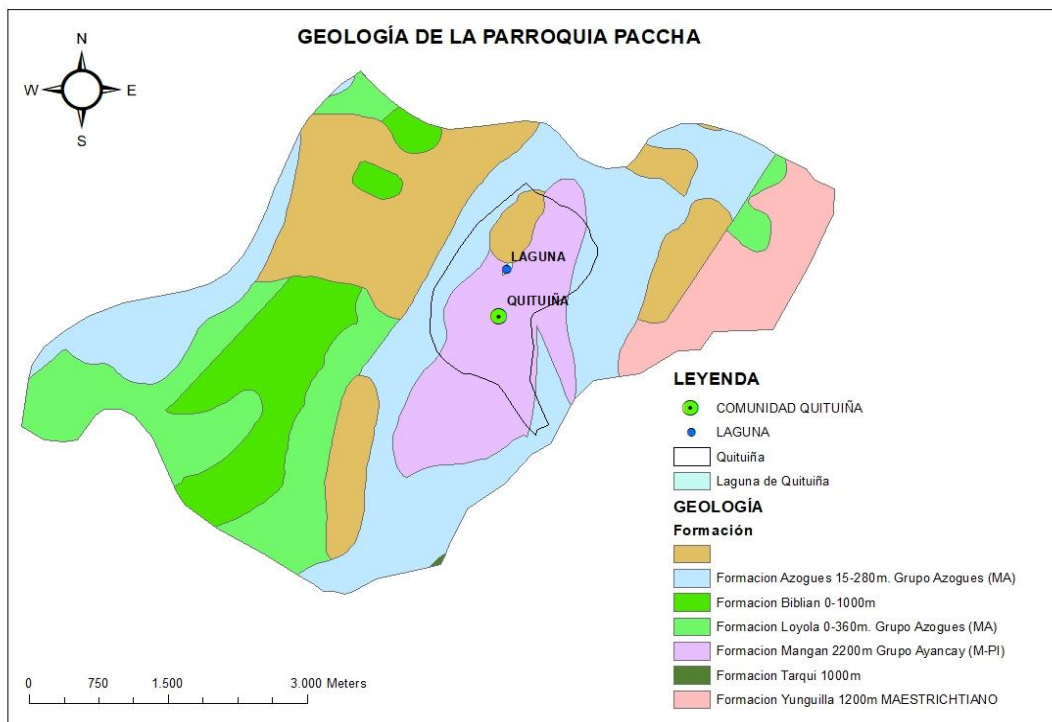 GEOLOGÍA DE LA PARROQUIA PACCHA
N
W E
S
LAGUNA
QUITUIÑA
LEYENDA
COMUNIDAD QUITUIÑA
LAGUNA
Quituiña
Laguna de Quituiña
GEOLOGÍA
Formación
Formacion Azogues 15-280m. Grupo Azogues (MA)
Formacion Biblian 0-1000m
Formacion Loyola 0-360m. Grupo Azogues (MA)
Formacion Mangan 2200m Grupo Ayancay (M-PI)
Formacion Tarqui 1000m
Formacion Yunguilla 1200m MAESTRICHTIANO
0 750 1.500 3.000 Meters